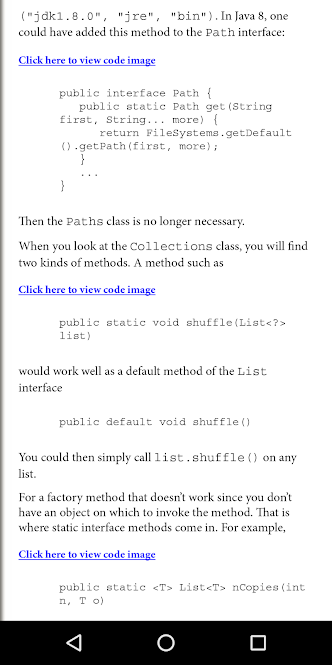 ("jdk1.8.0", "jre", "bin"). In Java 8, one
could have added this method to the Path interface:
Click here to view code image
public interface Path {
public static Path get(String
first, String... more) {
return FileSystems.getDefault
().getPath(first, more);
}
...
}
Then the Paths class is no longer necessary.
When you look at the Collections class, you will find
two kinds of methods. A method such as
Click here to view code image
public static void shuffle(List<?>
list)
would work well as a default method of the List
interface
public default void shuffle()
You could then simply call list.shuffle() on any
list.
For a factory method that doesn't work since you don't
have an object on which to invoke the method. That is
where static interface methods come in. For example,
Click here to view code image
public static <T> List<T> nCopies(int
n, T o)